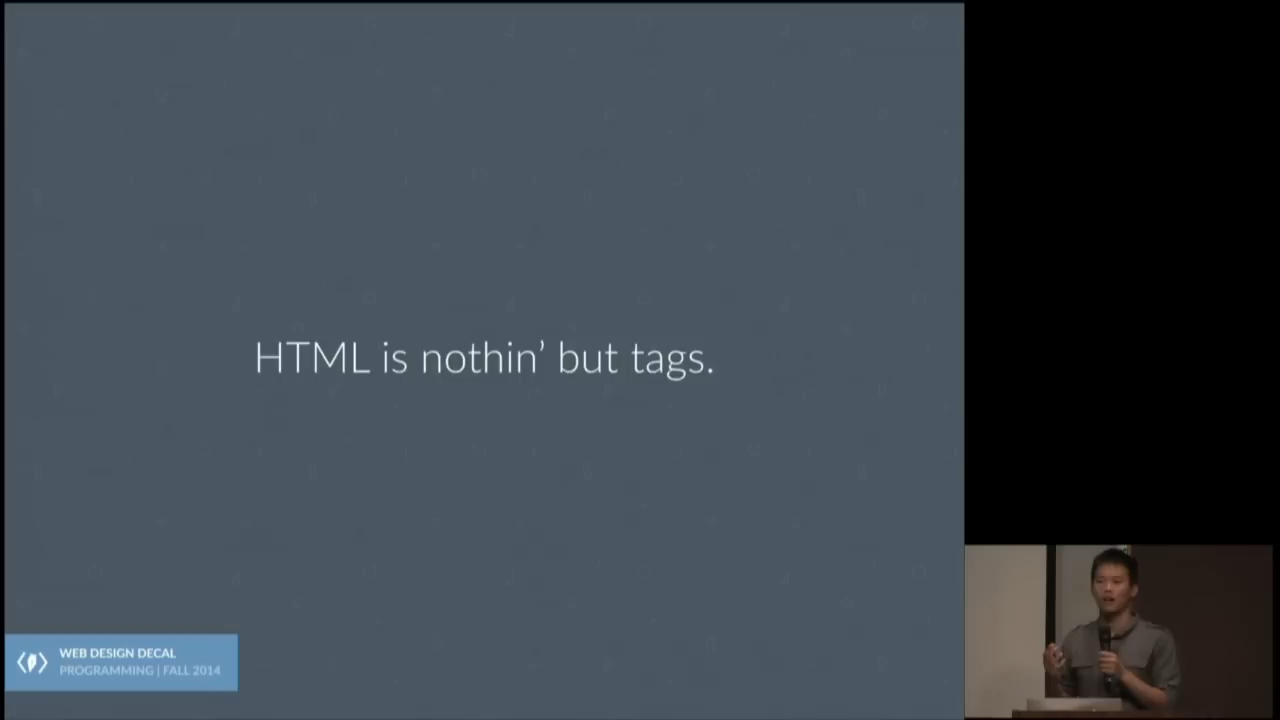 HTML is nothin’ but tags.
WEB DESIGN DECAL
PROGRAMMING | FALL 2014